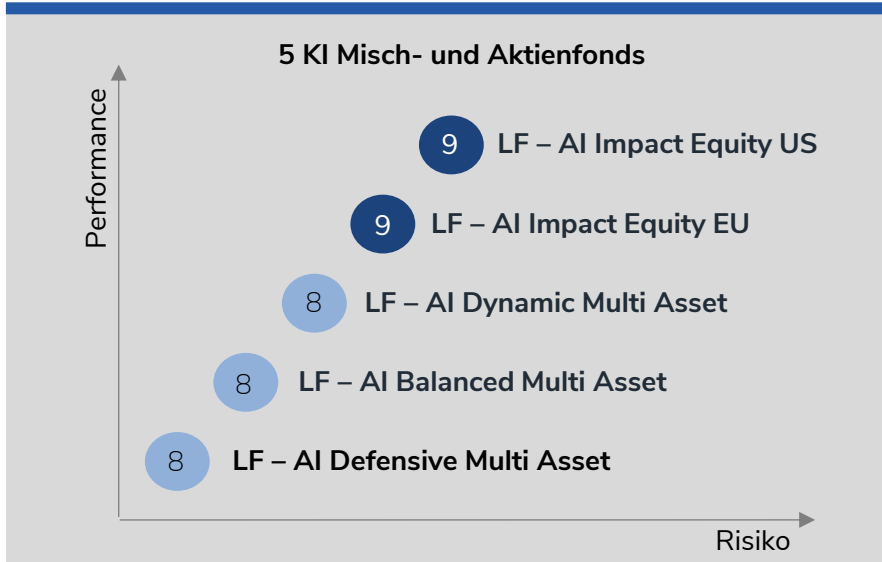 5 KI Misch- und Aktienfonds
Performance
9 LF – AI Impact Equity US
9 LF – AI Impact Equity EU
8 LF – AI Dynamic Multi Asset
8 LF – AI Balanced Multi Asset
8 LF – AI Defensive Multi Asset
Risiko